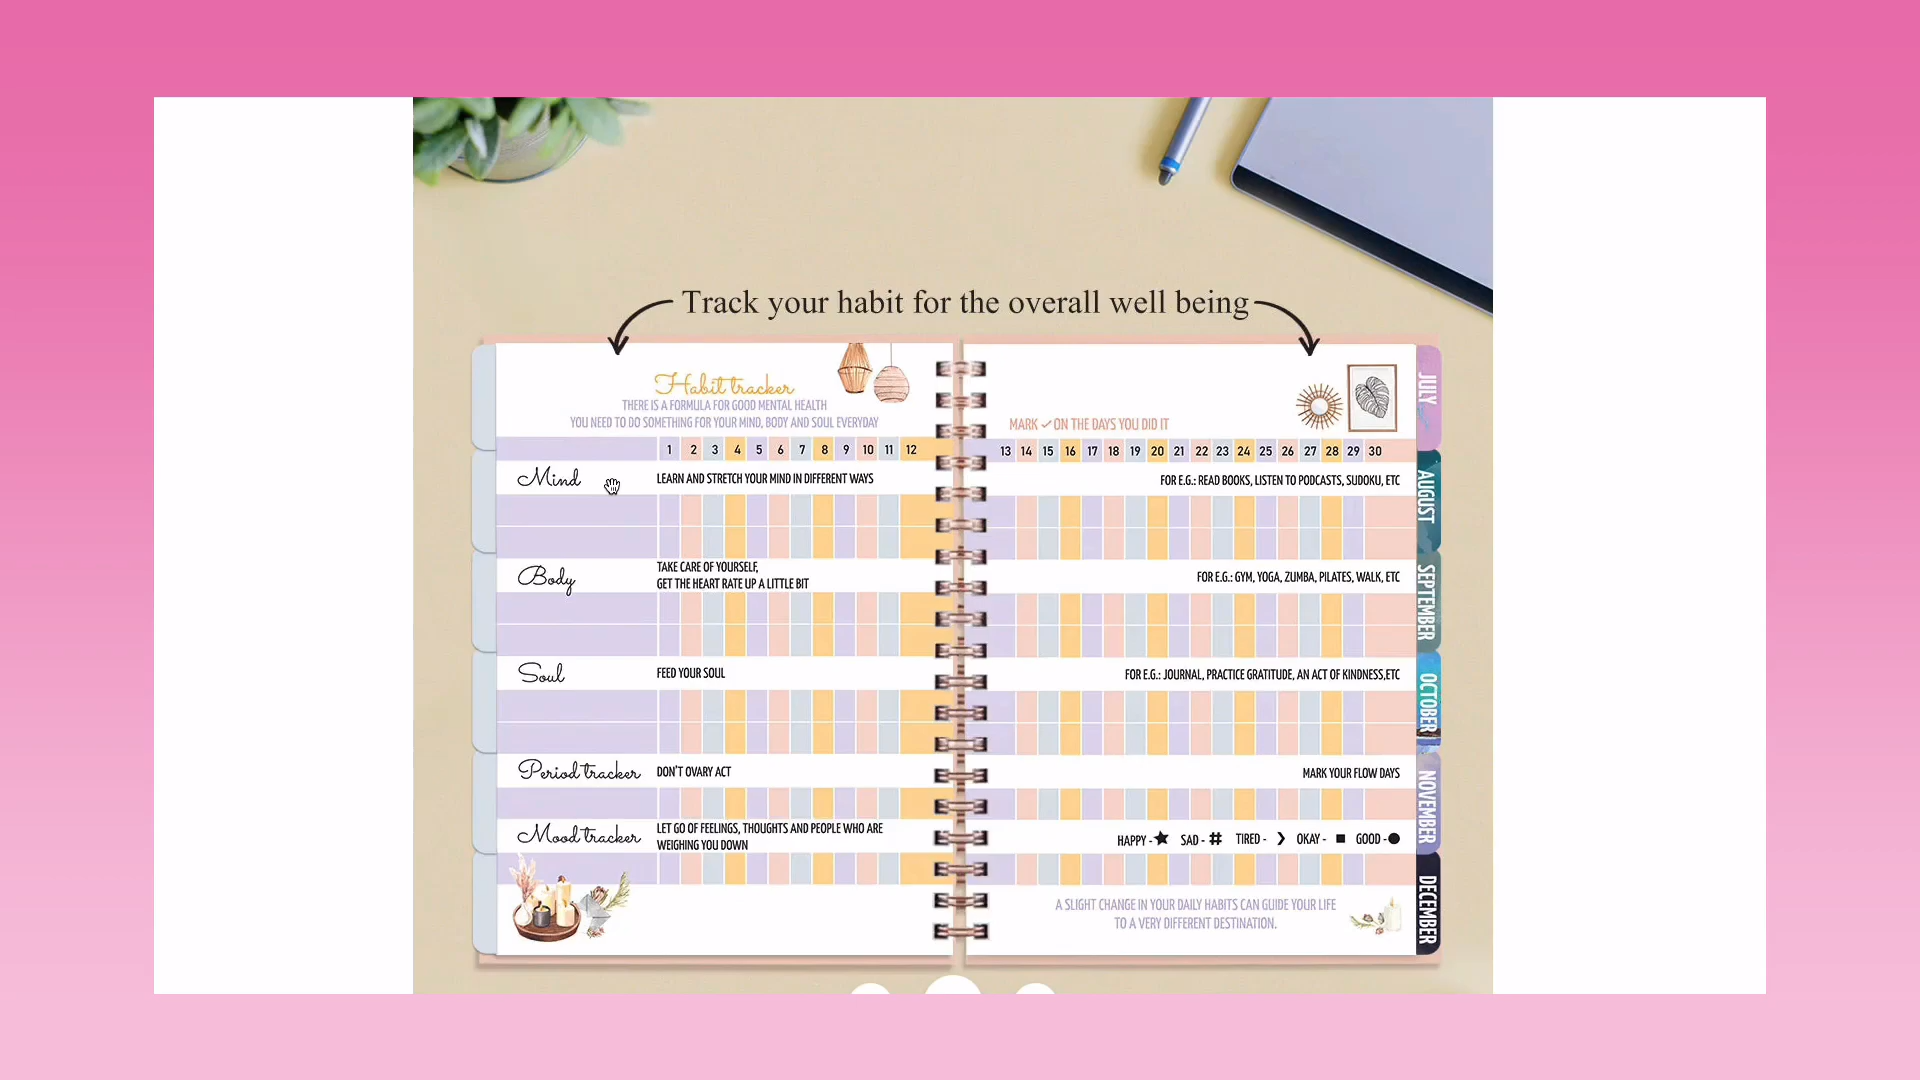 Track your habit for the overall well being
Habit tracker
THERE IS A FORMULA FOR GOOD MENTAL HEALTH
YOU NEED TO DO SOMETHING FOR YOUR MIND, BODY AND SOUL EVERYDAY
MARK ✓ ON THE DAYS YOU DID IT
1 2 3 4 5 6 7 8 9 10 11 12
13 14 15 16 17 18 19 20 21 22 23 24 25 26 27 28 29 30
Mind
LEARN AND STRETCH YOUR MIND IN DIFFERENT WAYS
FOR E.G.: READ BOOKS, LISTEN TO PODCASTS, SUDOKU, ETC
Body
TAKE CARE OF YOURSELF,
GET THE HEART RATE UP A LITTLE BIT
FOR E.G.: GYM, YOGA, ZUMBA, PILATES, WALK, ETC
Soul
FEED YOUR SOUL
FOR E.G.: JOURNAL, PRACTICE GRATITUDE, AN ACT OF KINDNESS,ETC
Period tracker
DON'T OVARY ACT
MARK YOUR FLOW DAYS
Mood tracker
LET GO OF FEELINGS, THOUGHTS AND PEOPLE WHO ARE
WEIGHING YOU DOWN
HAPPY -★ SAD - # TIRED - ❯ OKAY - ■ GOOD -●
A SLIGHT CHANGE IN YOUR DAILY HABITS CAN GUIDE YOUR LIFE
TO A VERY DIFFERENT DESTINATION.
JULY
AUGUST
SEPTEMBER
OCTOBER
NOVEMBER
DECEMBER